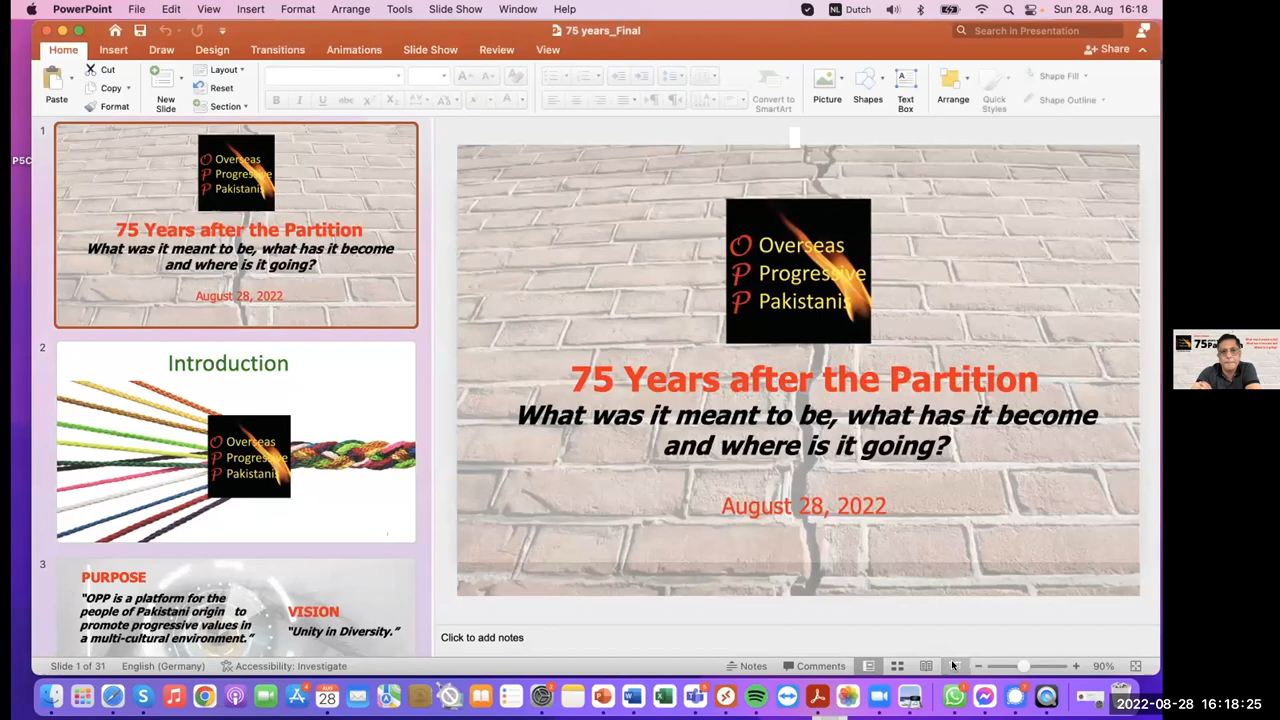 PowerPoint File Edit View Insert Format Arrange Tools Slide Show Window Help NL Dutch Sun 28. Aug 16:18
75 years_Final
Search in Presentation
Home Insert Draw Design Transitions Animations Slide Show Review View Share
Paste
Cut
Copy
Format
New Slide
Layout
Reset
Section
B I U abc
Convert to SmartArt
Picture
Shapes
Text Box
Arrange
Quick Styles
Shape Fill
Shape Outline
P5C
1
O Overseas
P Progressive
P Pakistanis
75 Years after the Partition
What was it meant to be, what has it become
and where is it going?
August 28, 2022
2
Introduction
O Overseas
P Progressive
P Pakistanis
3
PURPOSE
“OPP is a platform for the
people of Pakistani origin to
promote progressive values in
a multi-cultural environment.”
VISION
“Unity in Diversity.”
O Overseas
P Progressive
P Pakistanis
75 Years after the Partition
What was it meant to be, what has it become
and where is it going?
August 28, 2022
Click to add notes
Slide 1 of 31 English (Germany) Accessibility: Investigate Notes Comments 90%
2022-08-28 16:18:25